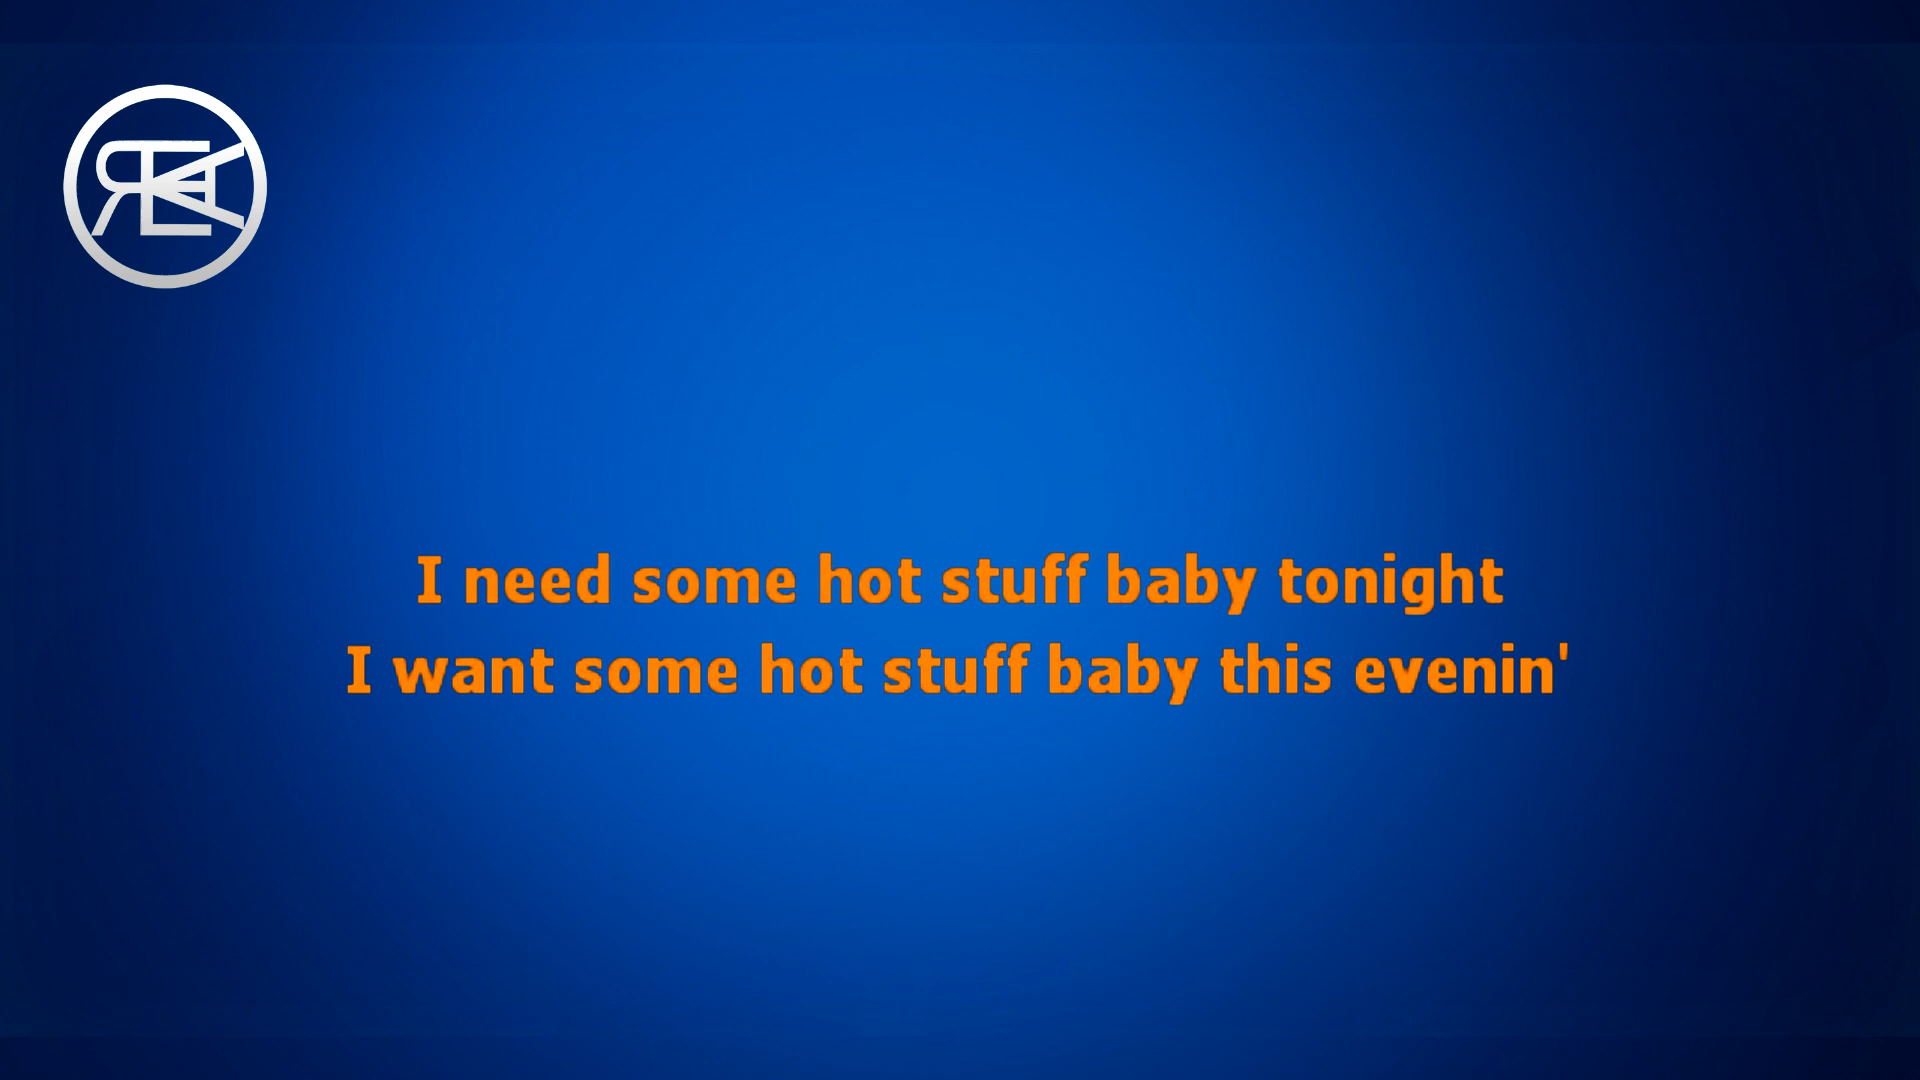 I need some hot stuff baby tonight
I want some hot stuff baby this evenin'